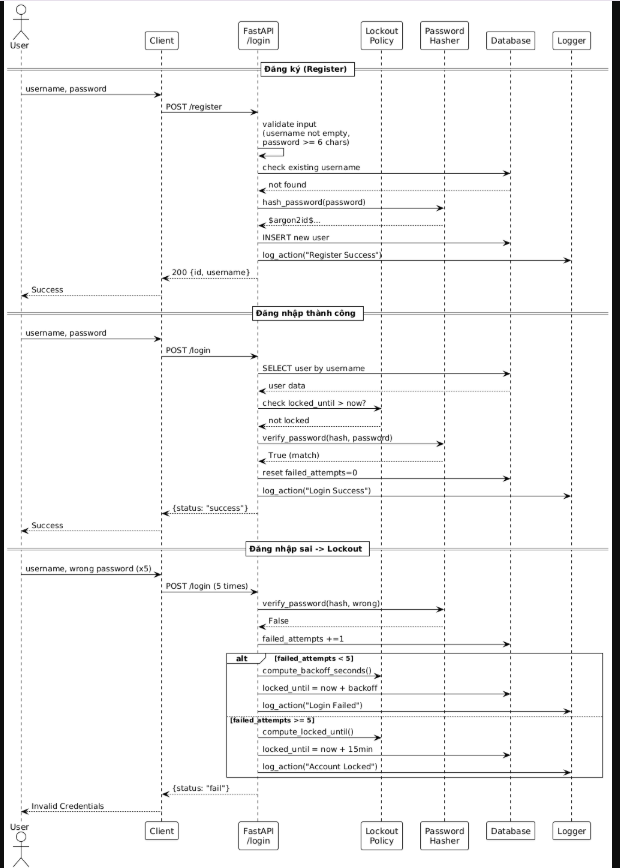 User
Client
FastAPI
/login
Lockout
Policy
Password
Hasher
Database
Logger
Đăng ký (Register)
username, password
POST /register
validate input
(username not empty,
password >= 6 chars)
check existing username
not found
hash_password(password)
$argon2id$...
INSERT new user
log_action("Register Success")
200 {id, username}
Success
Đăng nhập thành công
username, password
POST /login
SELECT user by username
user data
check locked_until > now?
not locked
verify_password(hash, password)
True (match)
reset failed_attempts=0
log_action("Login Success")
{status: "success"}
Success
Đăng nhập sai -> Lockout
username, wrong password (x5)
POST /login (5 times)
verify_password(hash, wrong)
False
failed_attempts +=1
alt [failed_attempts < 5]
compute_backoff_seconds()
locked_until = now + backoff
log_action("Login Failed")
[failed_attempts >= 5]
compute_locked_until()
locked_until = now + 15min
log_action("Account Locked")
{status: "fail"}
Invalid Credentials
User
Client
FastAPI
/login
Lockout
Policy
Password
Hasher
Database
Logger